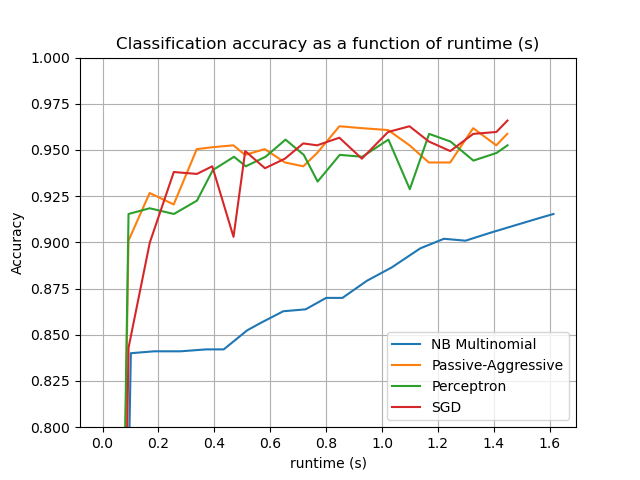 Classification accuracy as a function of runtime (s)
1.000
0.975
0.950
0.925
0.900
0.875
0.850
0.825
0.800
Accuracy
NB Multinomial
Passive-Aggressive
Perceptron
SGD
0.0 0.2 0.4 0.6 0.8 1.0 1.2 1.4 1.6
runtime (s)